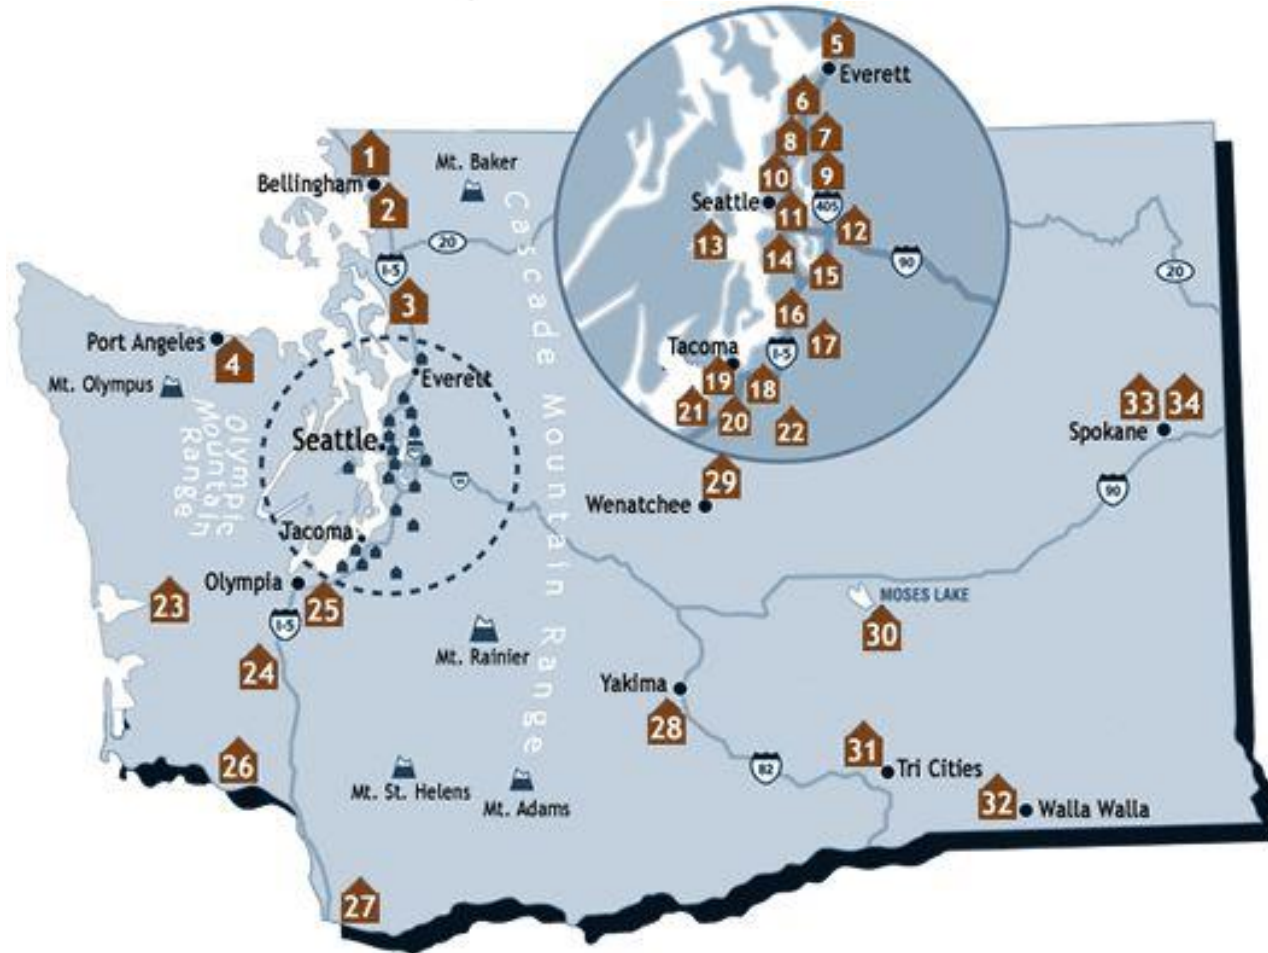 5
Everett
6
8
7
1
Mt. Baker
10
9
Bellingham
Seattle
405
2
11
12
Cascade Mountain Range
13
20
14
90
I-5
15
20
3
16
Port Angeles
4
17
Tacoma
I-5
Everett
19
18
Mt. Olympus
21
20
22
33
34
Olympic
Mountain
Range
Seattle
Spokane
29
90
Wenatchee
Tacoma
Olympia
23
25
MOSES LAKE
I-5
30
Mt. Rainier
24
Yakima
28
31
26
82
Tri Cities
Mt. St. Helens
Mt. Adams
32
Walla Walla
27